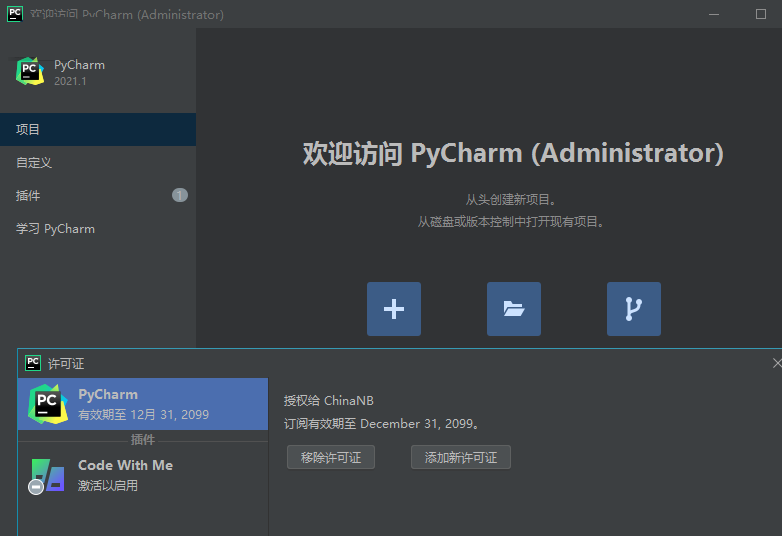 PC 欢迎访问 PyCharm (Administrator)
PC
PyCharm
2021.1
项目
自定义
插件 1
学习 PyCharm
欢迎访问 PyCharm (Administrator)
从头创建新项目。
从磁盘或版本控制中打开现有项目。
PC 许可证
PC
PyCharm
有效期至 12月 31, 2099
插件
Code With Me
激活以启用
授权给 ChinaNB
订阅有效期至 December 31, 2099。
移除许可证 添加新许可证